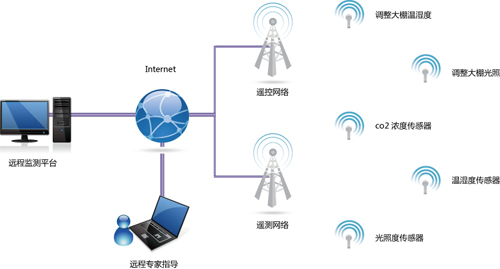 调整大棚温湿度
Internet
调整大棚光照
遥控网络
co2 浓度传感器
远程监测平台
温湿度传感器
遥测网络
光照度传感器
远程专家指导